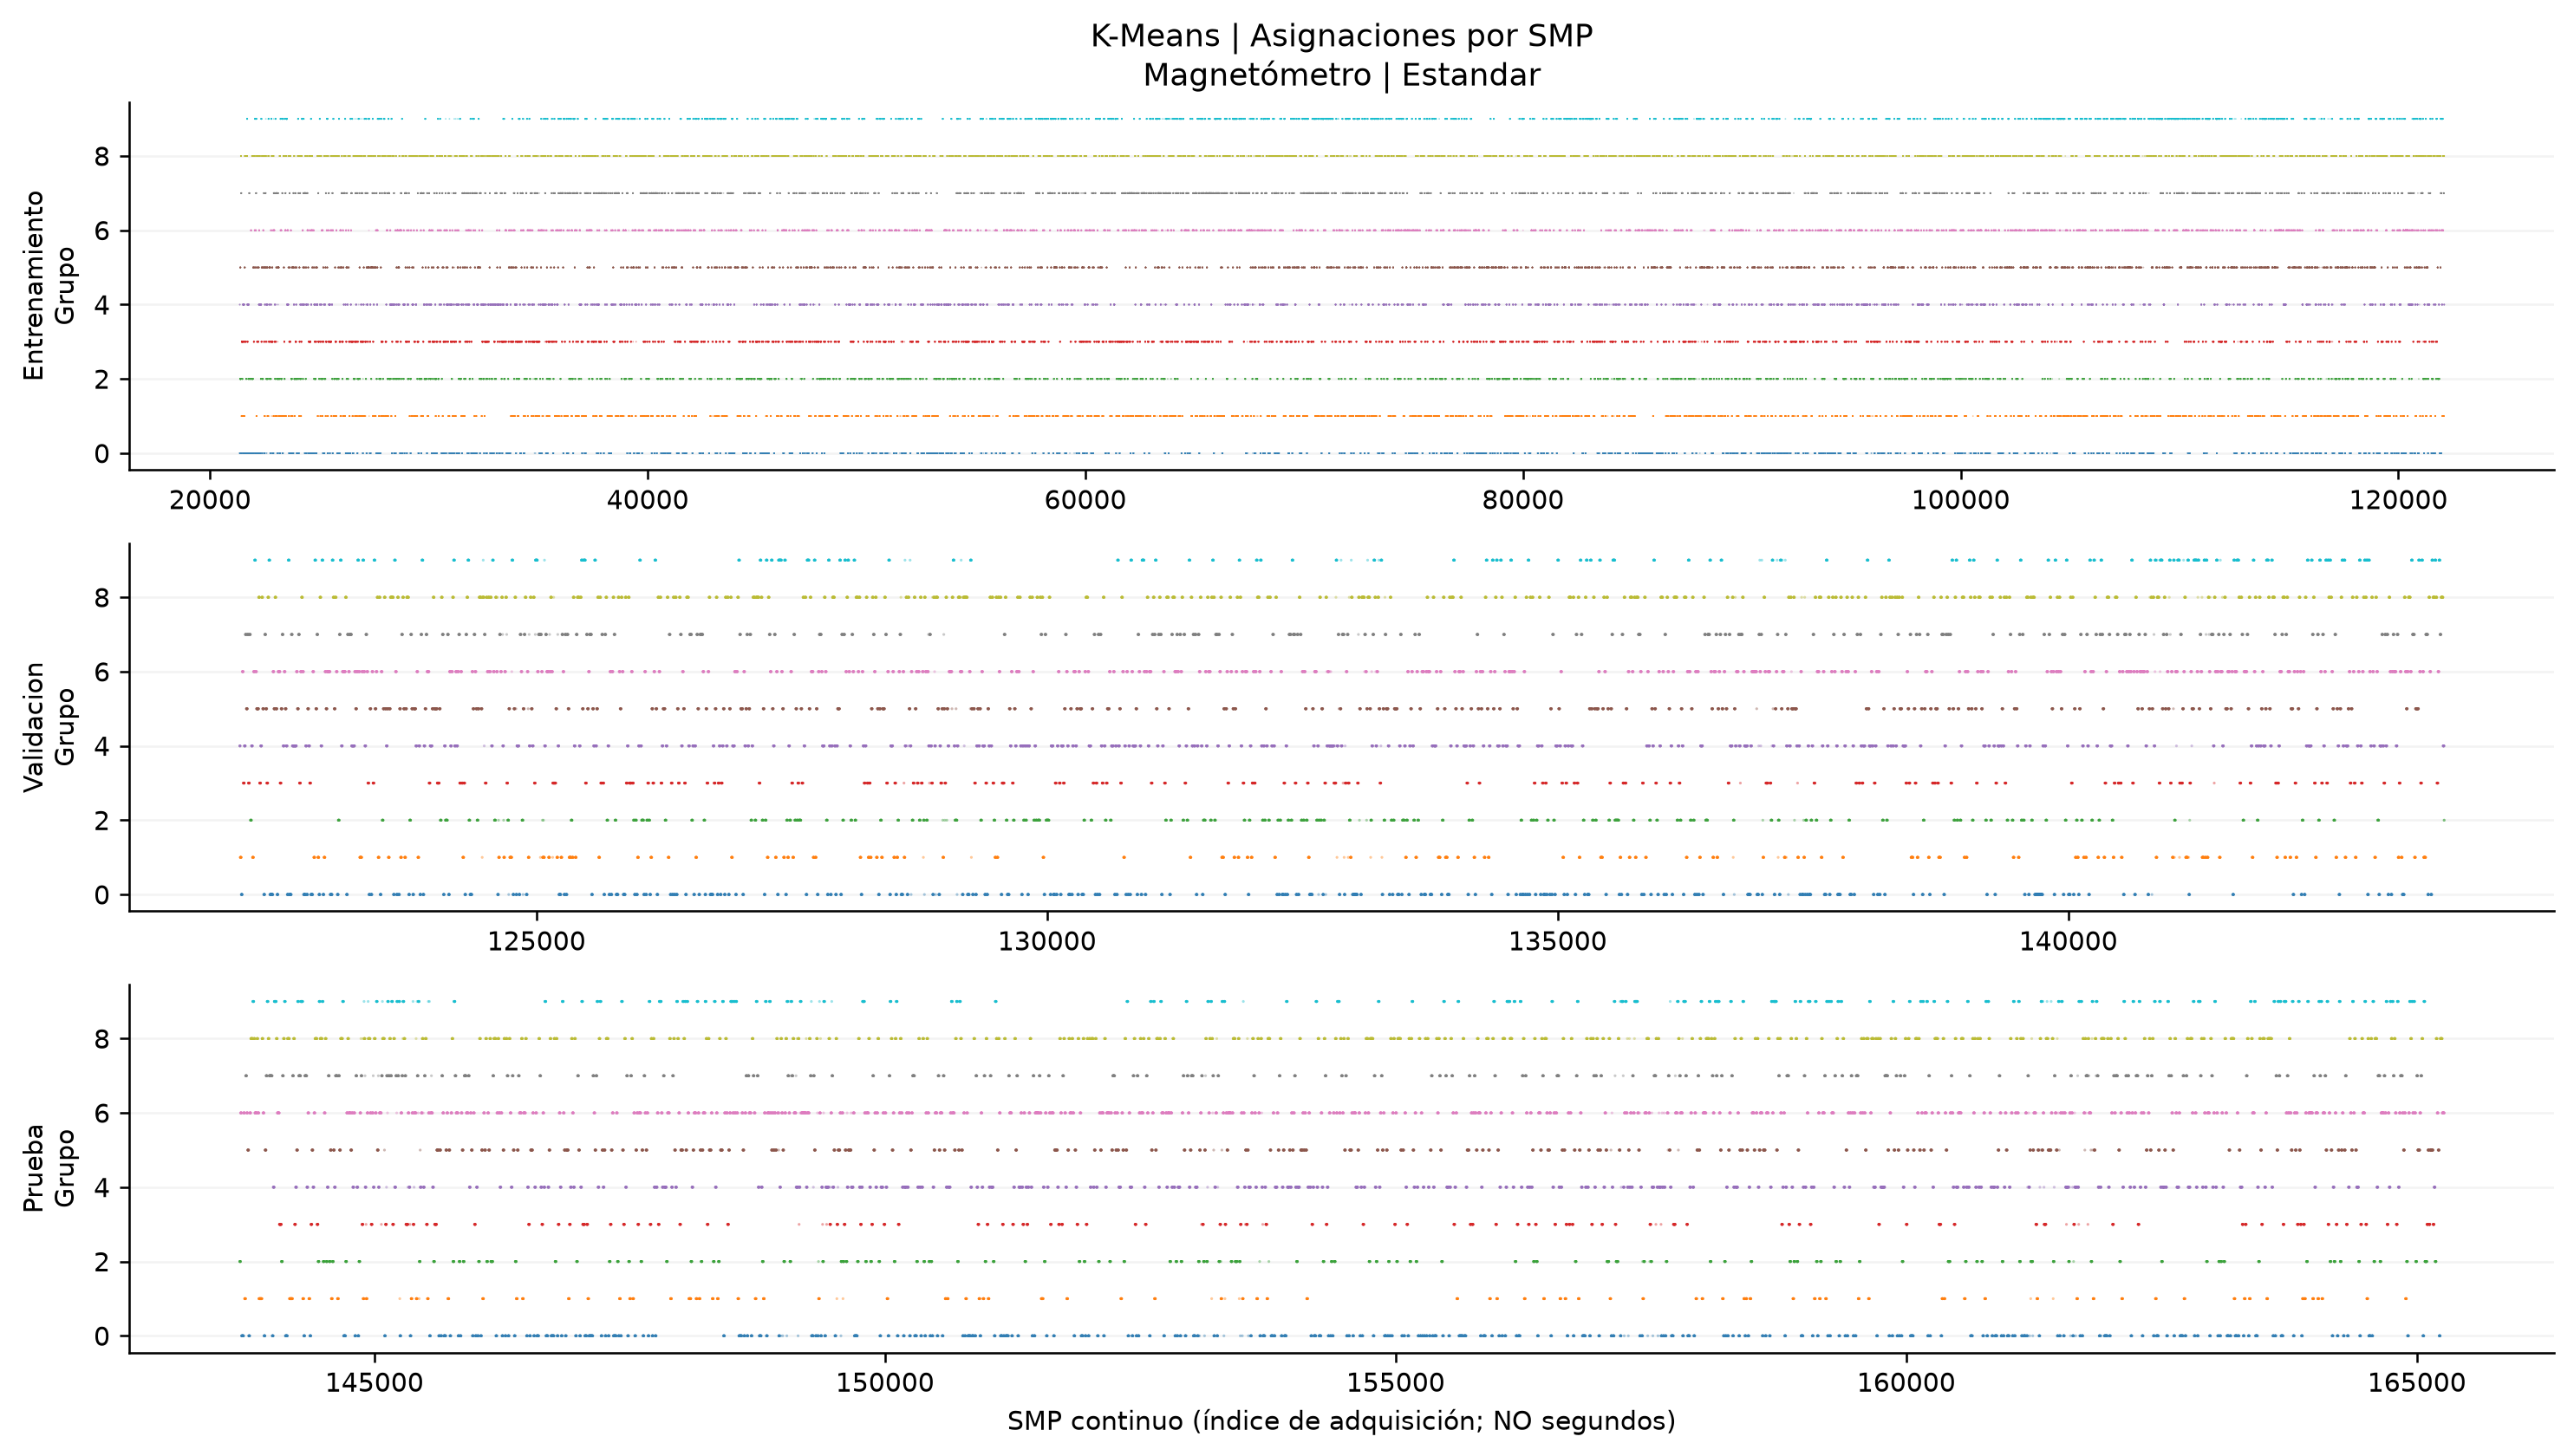 K-Means | Asignaciones por SMP
Magnetómetro | Estandar
Entrenamiento
Grupo
8
6
4
2
0
20000 40000 60000 80000 100000 120000
Validacion
Grupo
8
6
4
2
0
125000 130000 135000 140000
Prueba
Grupo
8
6
4
2
0
145000 150000 155000 160000 165000
SMP continuo (índice de adquisición; NO segundos)